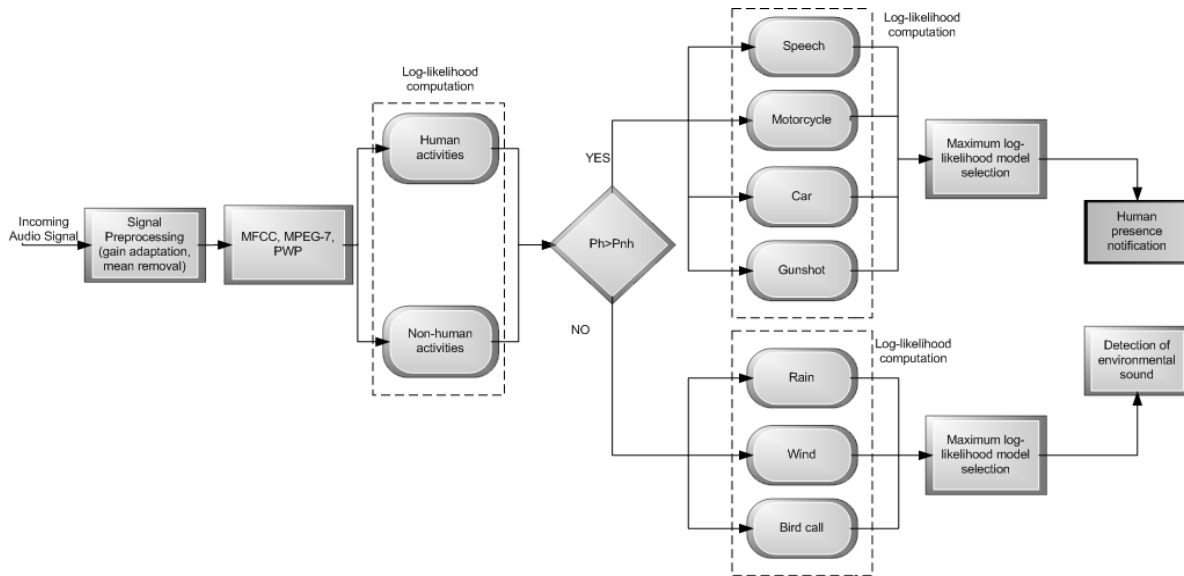 Incoming
Audio Signal
Signal
Preprocessing
(gain adaptation,
mean removal)
MFCC, MPEG-7,
PWP
Log-likelihood
computation
Human
activities
Non-human
activities
Ph>Pnh
YES
NO
Log-likelihood
computation
Speech
Motorcycle
Car
Gunshot
Maximum log-
likelihood model
selection
Human
presence
notification
Log-likelihood
computation
Rain
Wind
Bird call
Maximum log-
likelihood model
selection
Detection of
environmental
sound